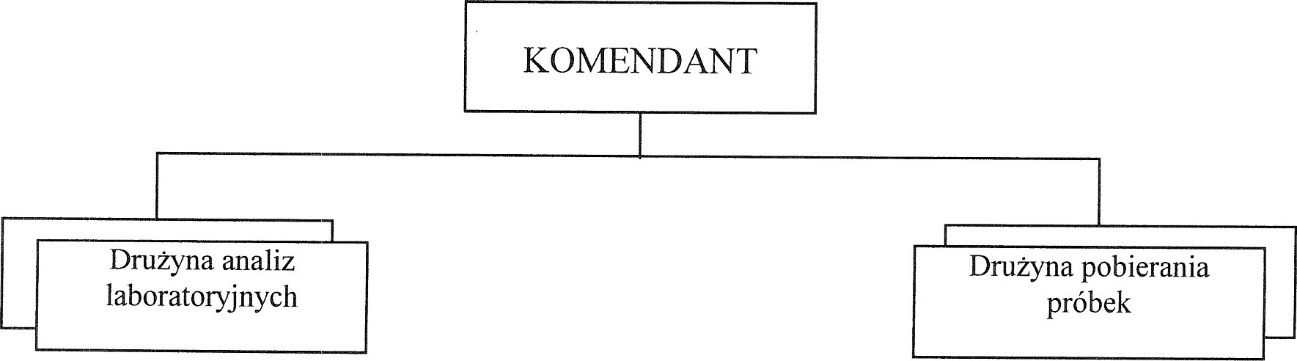 KOMENDANT
Drużyna analiz
laboratoryjnych
Drużyna pobierania
próbek